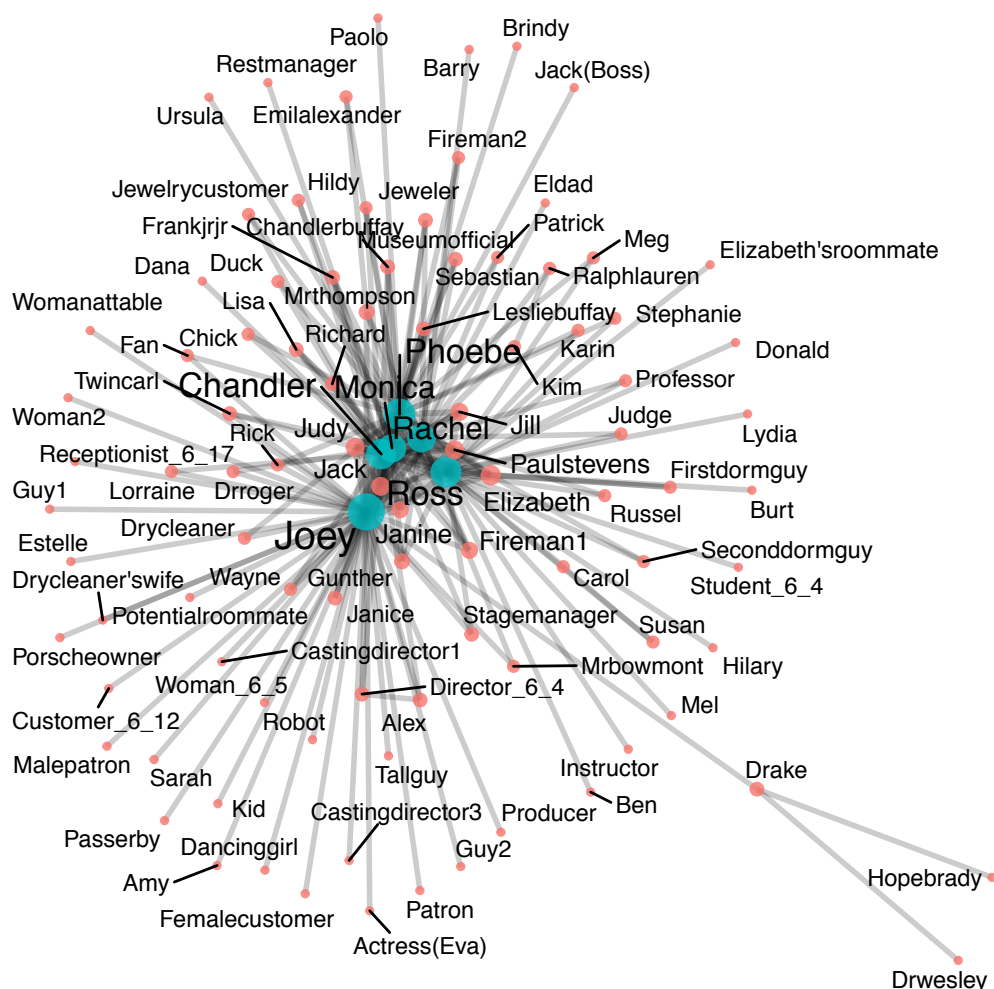 Paolo
Brindy
Restmanager
Barry
Jack(Boss)
Ursula
Emilalexander
Fireman2
Jewelrycustomer
Hildy
Jeweler
Eldad
Frankjrjr
Chandlerbuffay
Patrick
Museumofficial
Meg
Elizabeth'sroommate
Dana
Duck
Sebastian
Ralphlauren
Womanattable
Lisa
Mrthompson
Lesliebuffay
Stephanie
Fan
Chick
Richard
Phoebe
Karin
Donald
Twincarl
Chandler
Monica
Kim
Professor
Woman2
Rick
Judy
Rachel
Jill
Judge
Lydia
Receptionist_6_17
Jack
Paulstevens
Firstdormguy
Guy1
Lorraine
Drroger
Ross
Elizabeth
Russel
Burt
Estelle
Drycleaner
Joey
Janine
Fireman1
Seconddormguy
Drycleaner'swife
Wayne
Gunther
Carol
Student_6_4
Potentialroommate
Janice
Stagemanager
Susan
Porscheowner
Castingdirector1
Mrbowmont
Hilary
Woman_6_5
Director_6_4
Customer_6_12
Robot
Alex
Mel
Malepatron
Sarah
Tallguy
Instructor
Drake
Kid
Castingdirector3
Producer
Ben
Passerby
Dancinggirl
Guy2
Amy
Hopebrady
Femalecustomer
Patron
Actress(Eva)
Drwesley